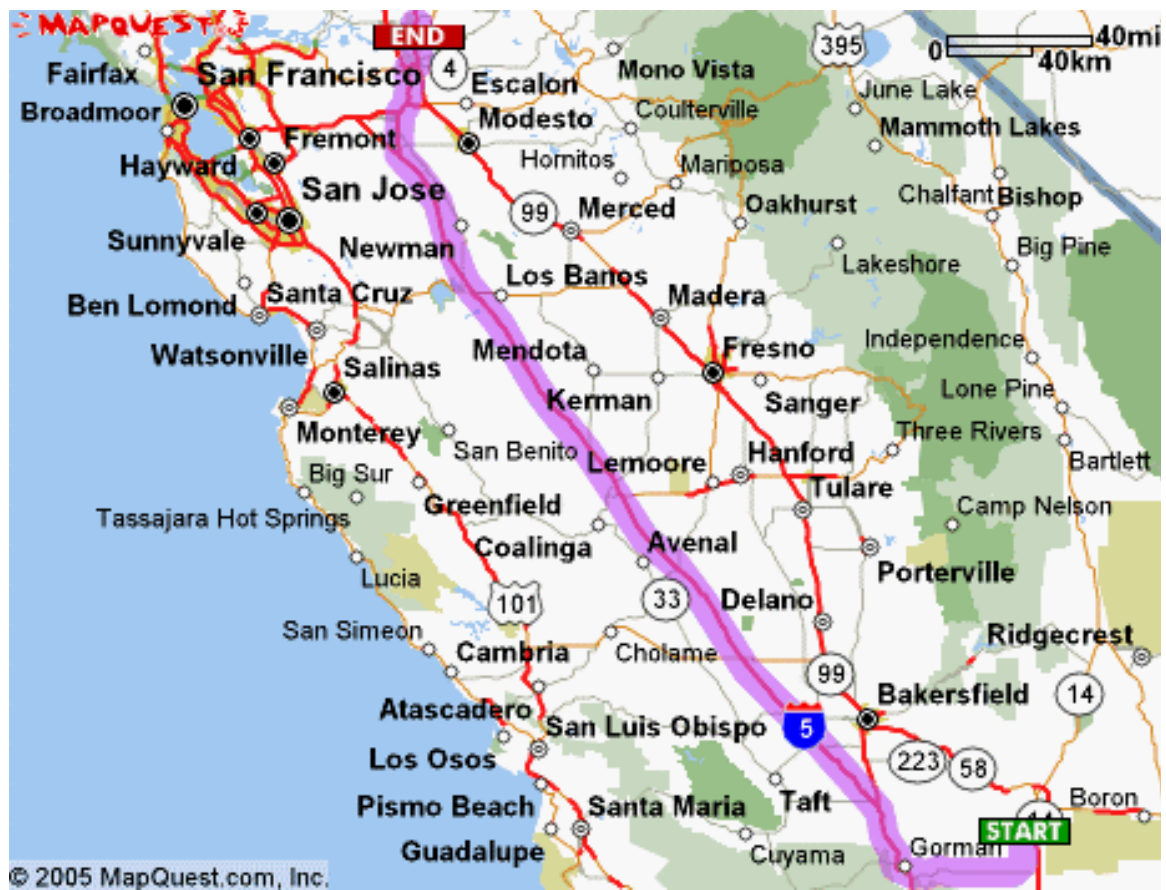 MAPQUEST
END
4
395
0
40mi
40km
Fairfax
San Francisco
Escalon
Mono Vista
June Lake
Broadmoor
Modesto
Coulterville
Mammoth Lakes
Fremont
Hayward
Hornitos
Mariposa
San Jose
Chalfant
Bishop
99
Merced
Oakhurst
Sunnyvale
Newman
Big Pine
Los Banos
Lakeshore
Ben Lomond
Santa Cruz
Madera
Independence
Watsonville
Mendota
Fresno
Salinas
Kerman
Sanger
Lone Pine
Monterey
San Benito
Three Rivers
Big Sur
Lemoore
Hanford
Bartlett
Greenfield
Tulare
Camp Nelson
Tassajara Hot Springs
Coalinga
Avenal
Lucia
Porterville
101
33
Delano
San Simeon
Cholame
Ridgecrest
Cambria
99
14
Bakersfield
Atascadero
San Luis Obispo
5
Los Osos
223
58
Pismo Beach
Santa Maria
Taft
Boron
START
Guadalupe
Cuyama
Gorman
© 2005 MapQuest.com, Inc.